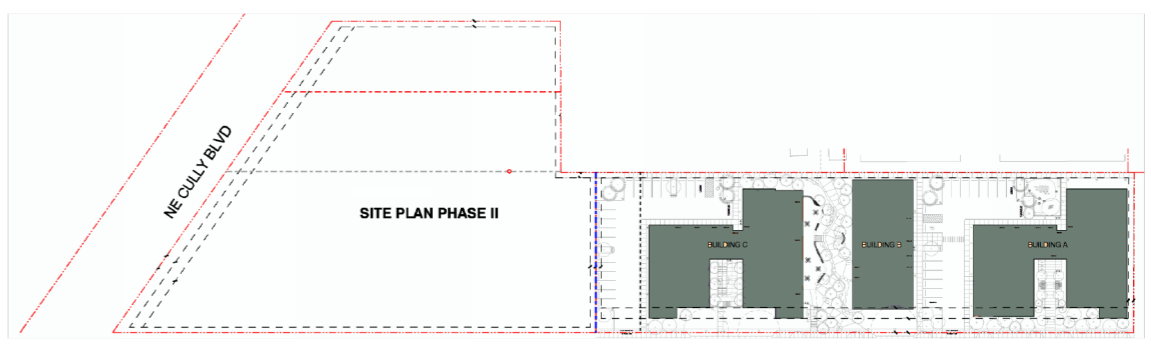 NE CULLY BLVD
SITE PLAN PHASE II
BUILDING C
BUILDING B
BUILDING A